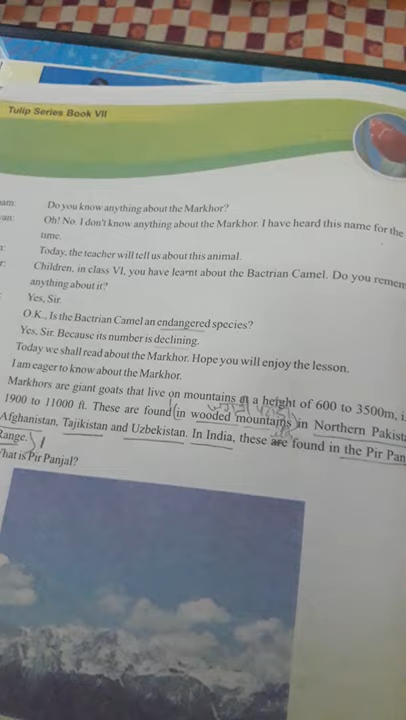 Tulip Series Book VII
Do you know anything about the Markhor?
Oh! No. I don't know anything about the Markhor. I have heard this name for the
time.
Today, the teacher will tell us about this animal.
Children, in class VI, you have learnt about the Bactrian Camel. Do you
anything about it?
Yes, Sir.
O.K., Is the Bactrian Camel an endangered species?
Yes, Sir. Because its number is declining.
Today we shall read about the Markhor. Hope you will enjoy the lesson.
I am eager to know about the Markhor.
Markhors are giant goats that live on mountains at a height of 600 to 3500m,
1900 to 11000 ft. These are found in wooded mountains in Northern
Afghanistan, Tajikistan and Uzbekistan. In India, these are found in the Pir
Range.
What is Pir Panjal?